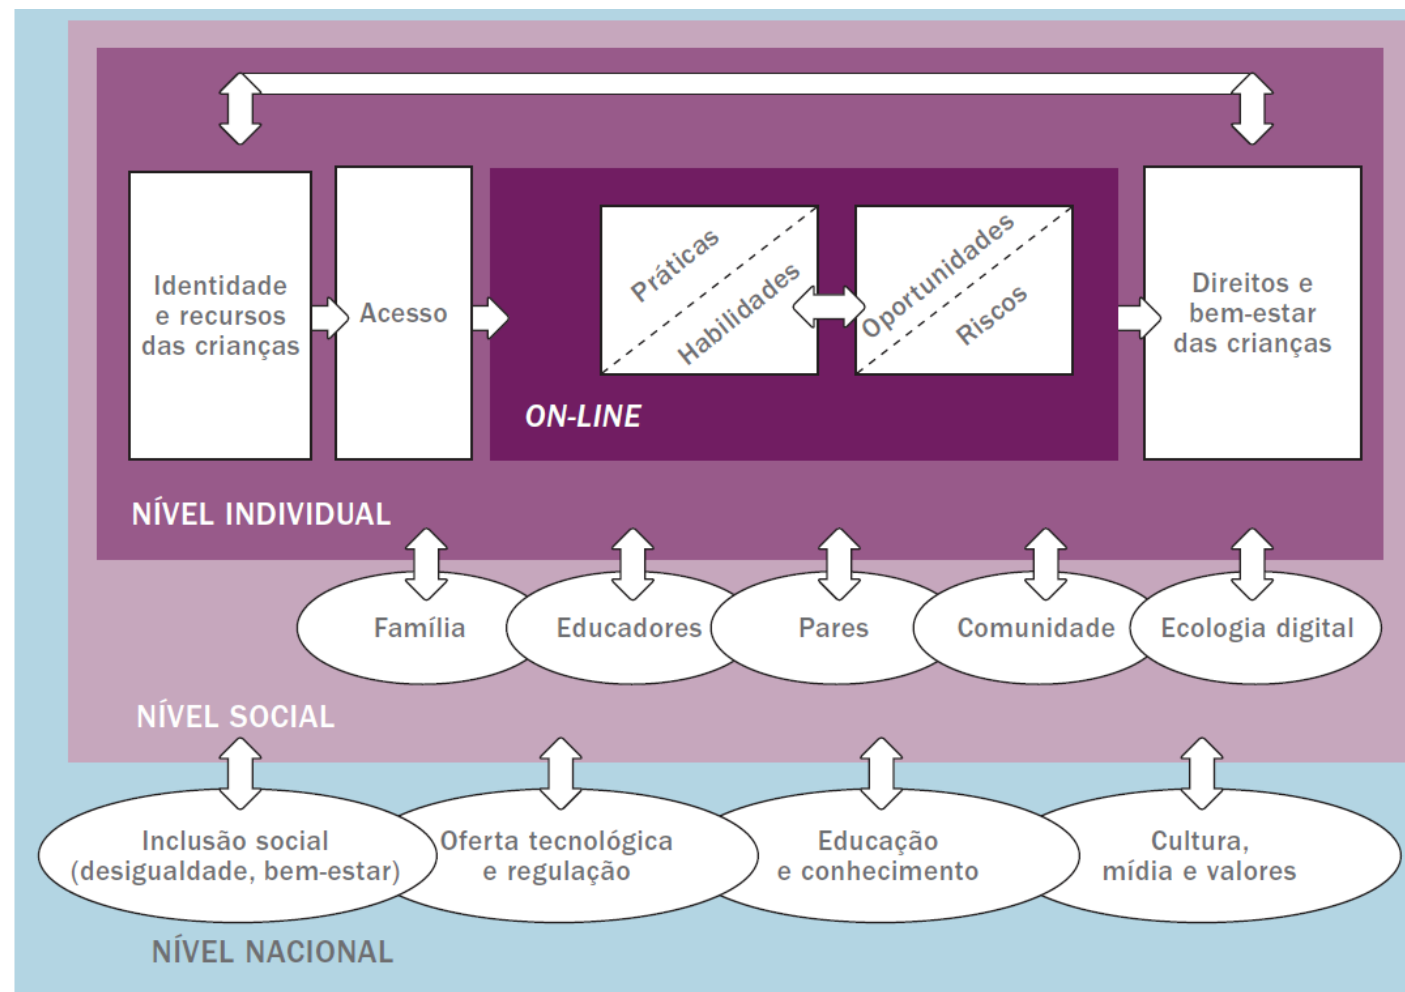 Identidade
e recursos
das crianças
Acesso
Práticas
Habilidades
Oportunidades
Riscos
ON-LINE
Direitos e
bem-estar
das crianças
NÍVEL INDIVIDUAL
Família
Educadores
Pares
Comunidade
Ecologia digital
NÍVEL SOCIAL
Inclusão social
(desigualdade, bem-estar)
Oferta tecnológica
e regulação
Educação
e conhecimento
Cultura,
mídia e valores
NÍVEL NACIONAL